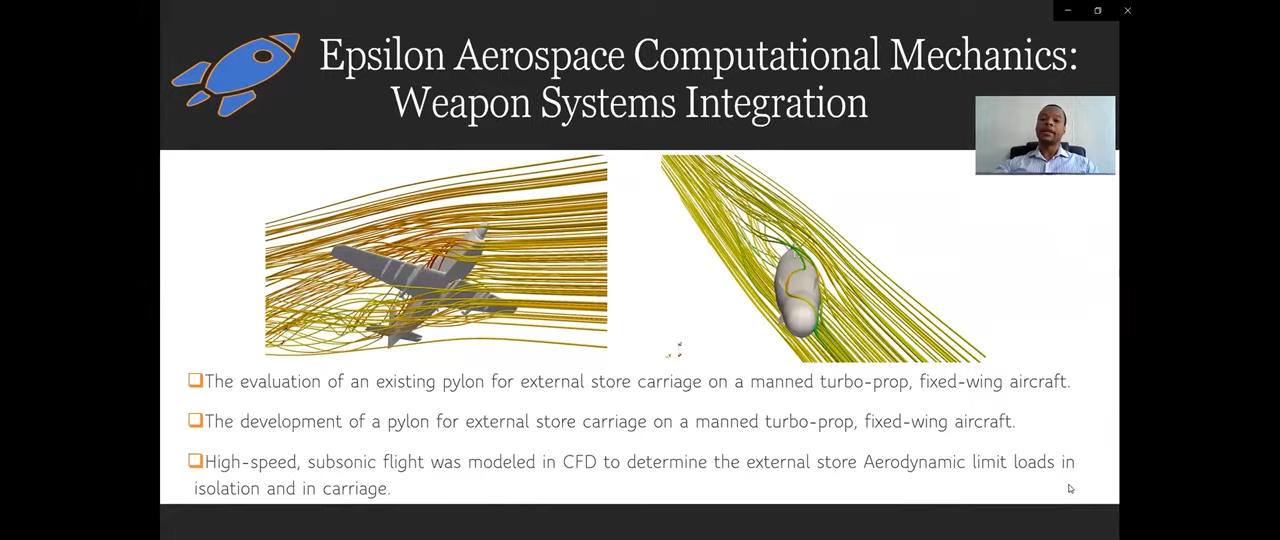 Epsilon Aerospace Computational Mechanics:
Weapon Systems Integration
The evaluation of an existing pylon for external store carriage on a manned turbo-prop, fixed-wing aircraft.
The development of a pylon for external store carriage on a manned turbo-prop, fixed-wing aircraft.
High-speed, subsonic flight was modeled in CFD to determine the external store Aerodynamic limit loads in
isolation and in carriage.